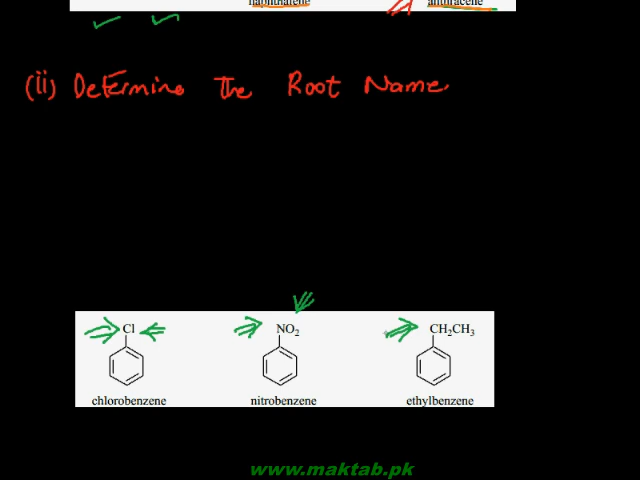 naphthalene anthracene
(ii) Determine The Root Name
Cl NO₂ CH₂CH₃
chlorobenzene nitrobenzene ethylbenzene
www.maktab.pk